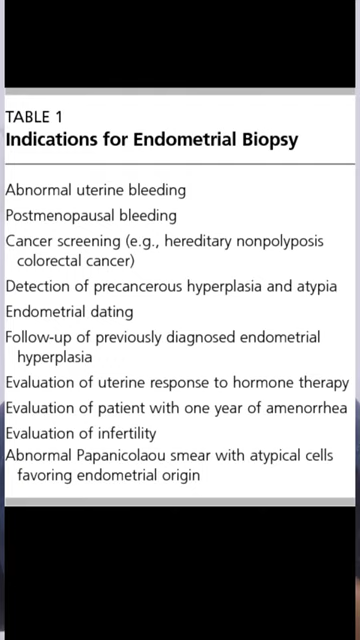 TABLE 1
Indications for Endometrial Biopsy
Abnormal uterine bleeding
Postmenopausal bleeding
Cancer screening (e.g., hereditary nonpolyposis
colorectal cancer)
Detection of precancerous hyperplasia and atypia
Endometrial dating
Follow-up of previously diagnosed endometrial
hyperplasia
Evaluation of uterine response to hormone therapy
Evaluation of patient with one year of amenorrhea
Evaluation of infertility
Abnormal Papanicolaou smear with atypical cells
favoring endometrial origin